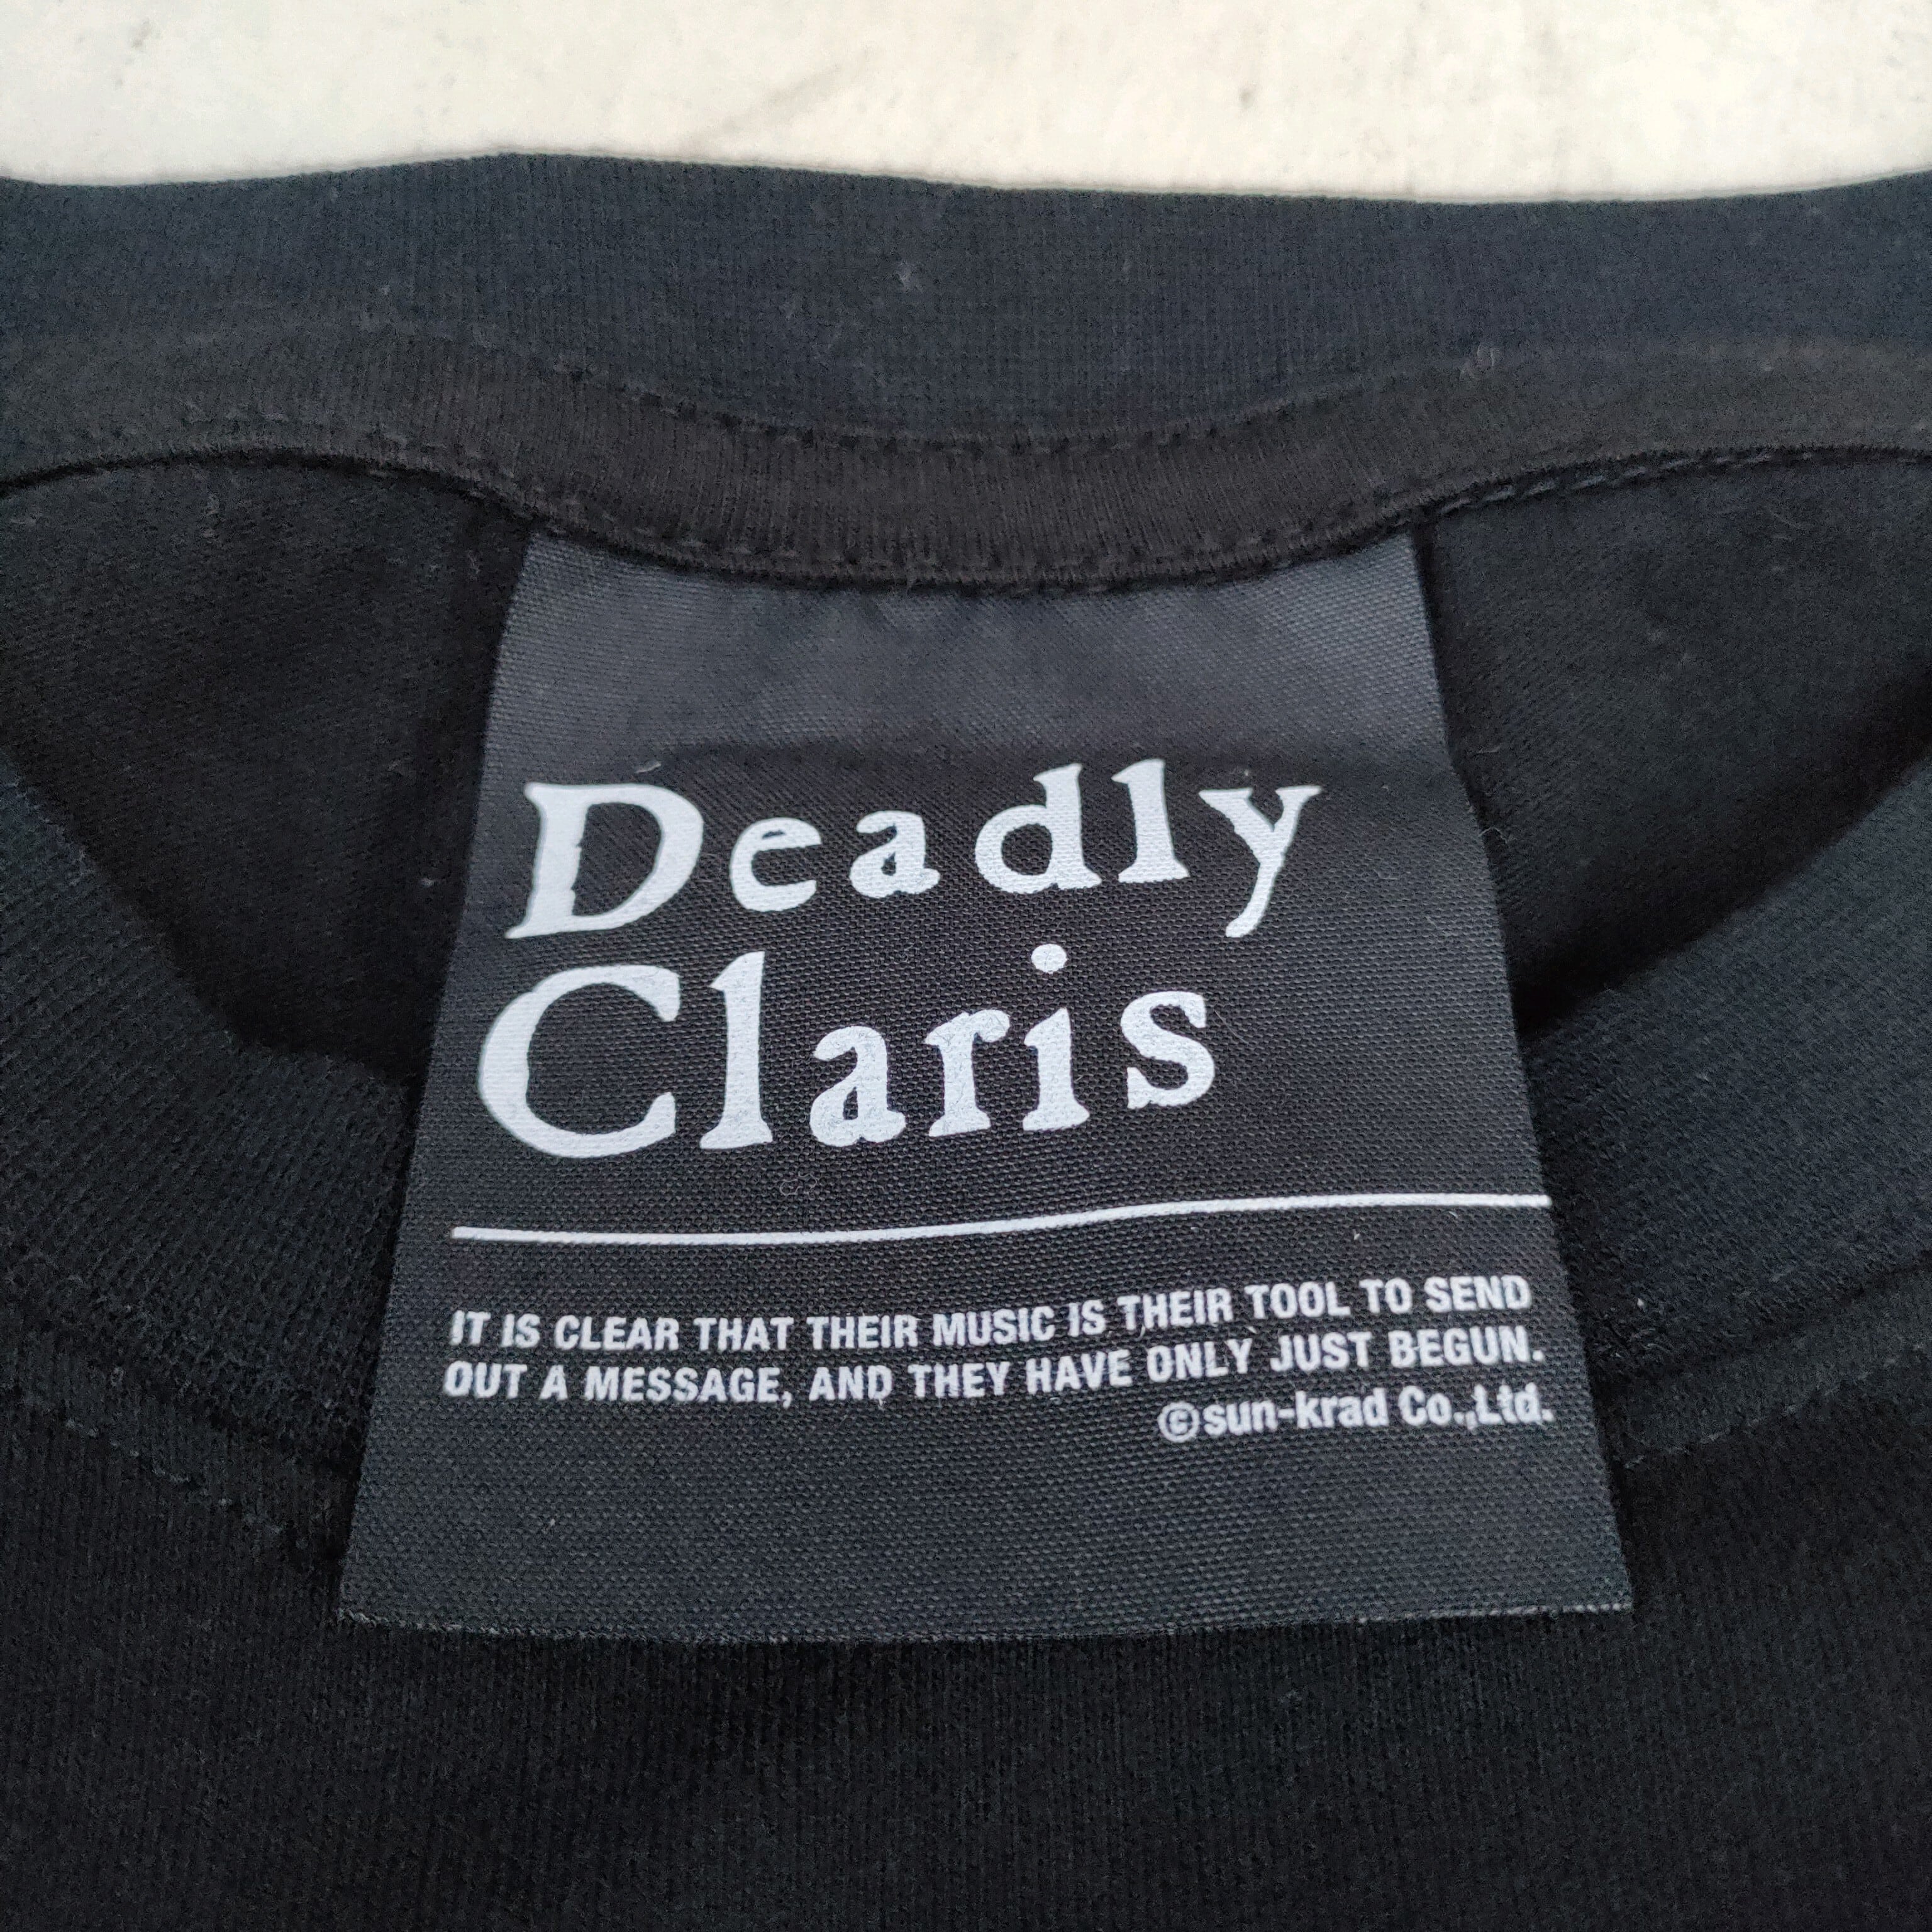 Deadly
Claris
IT IS CLEAR THAT THEIR MUSIC IS THEIR TOOL TO SEND
OUT A MESSAGE, AND THEY HAVE ONLY JUST BEGUN.
©sun-krad Co.,Ltd.